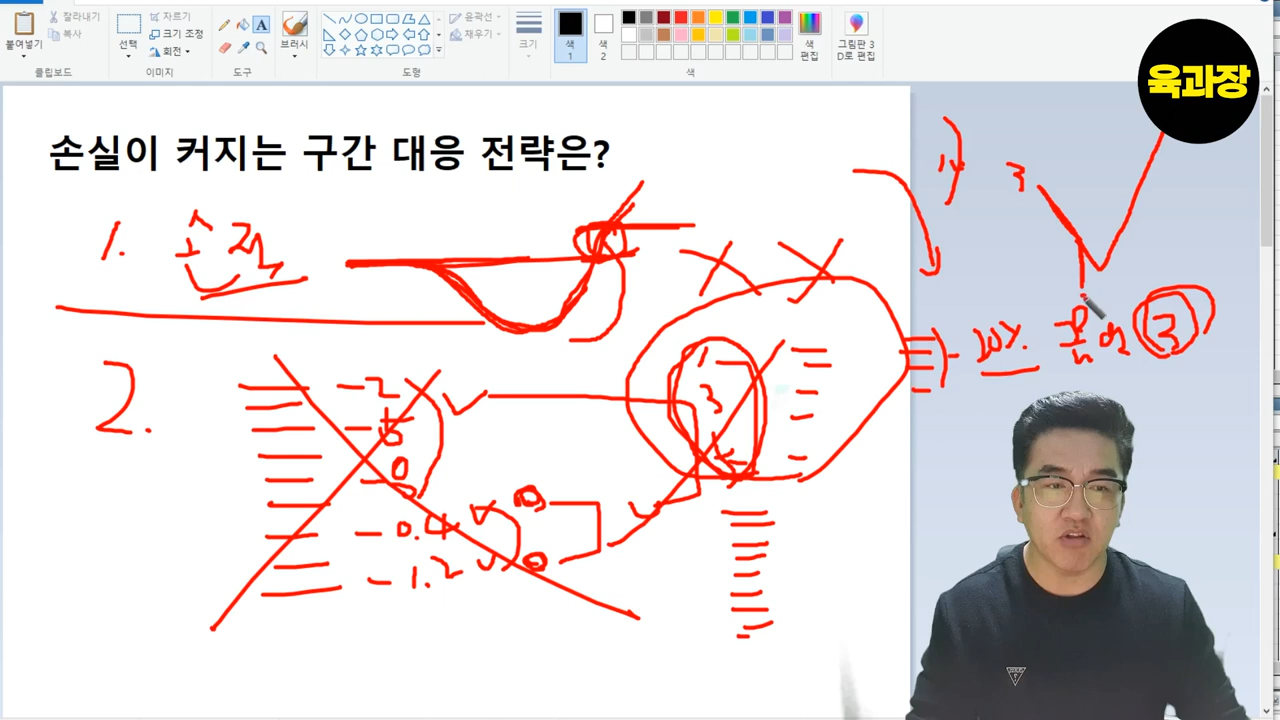 잘라내기
붙여넣기
복사
클립보드
선택
자르기
크기 조정
회전
이미지
A
도구
브러시
윤곽선
채우기
도형
크기
색
1
색
2
색
편집
색
그림판 3
D로 편집
육과장
손실이 커지는 구간 대응 전략은?
1. 손절
2.
-2
-5
0
-0.4
-1.2
1
3
3
3